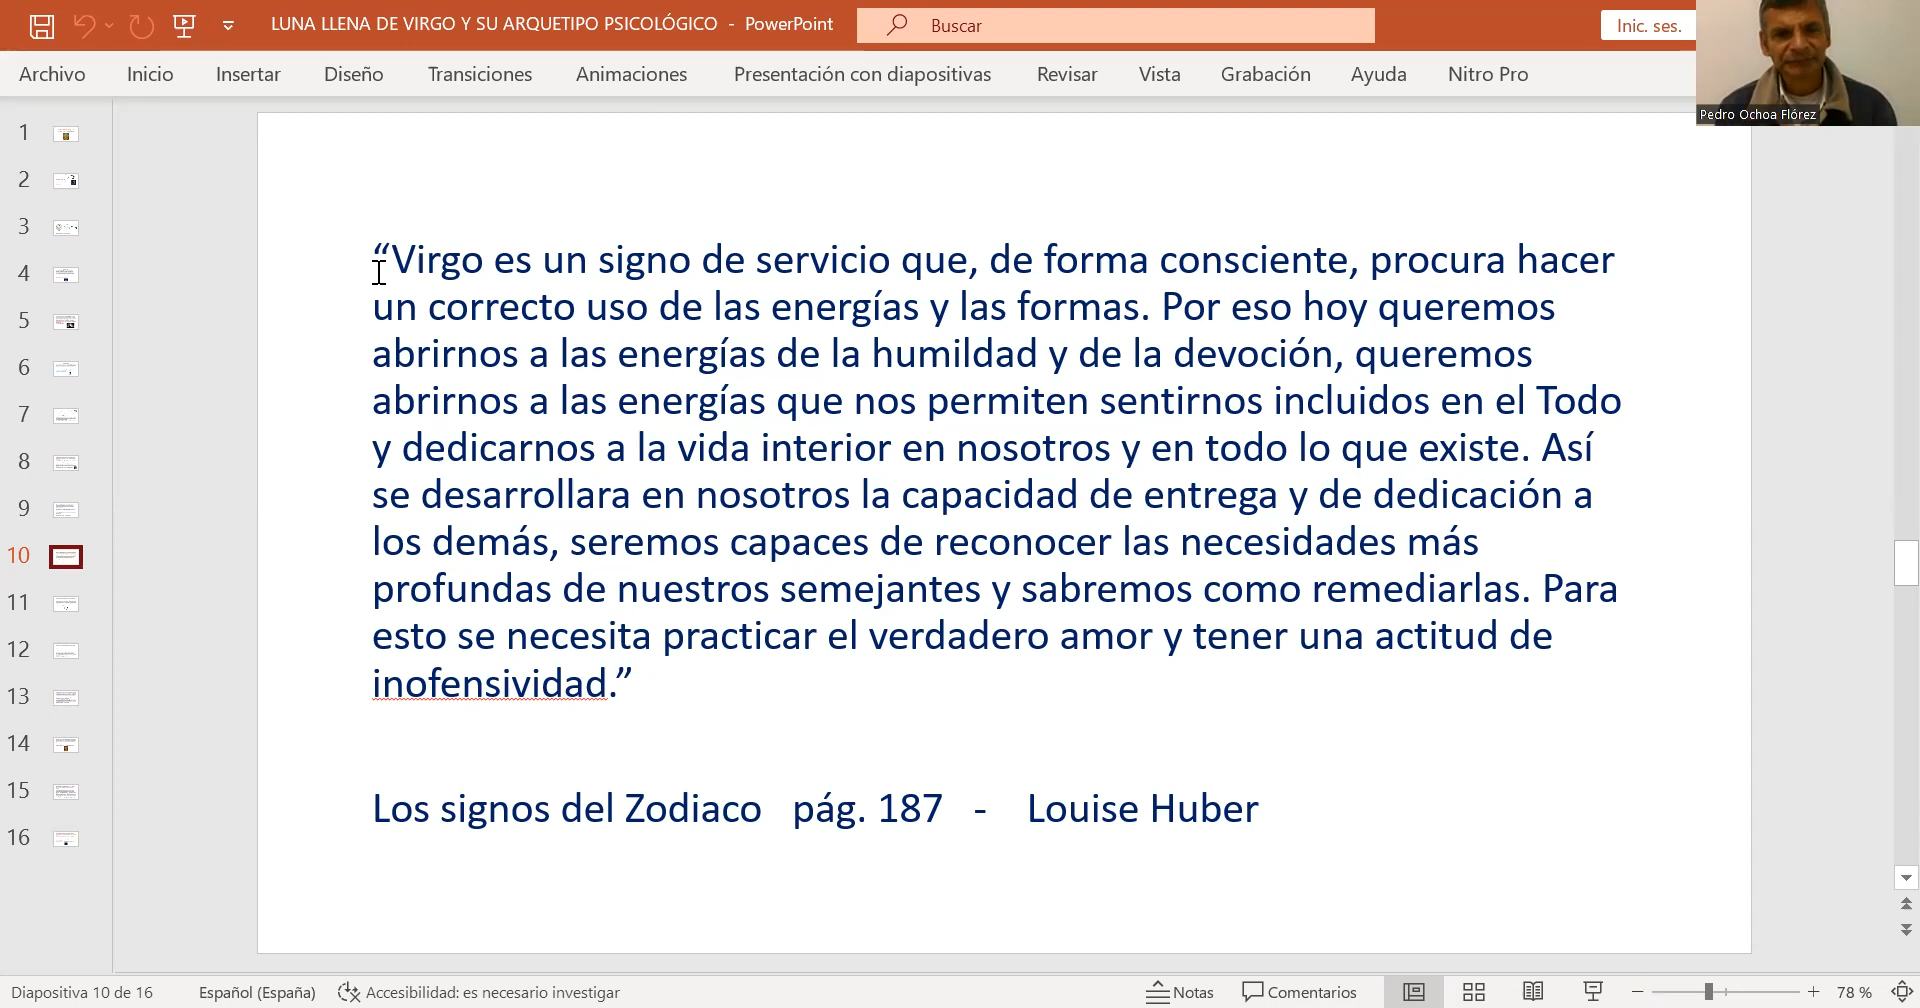 LUNA LLENA DE VIRGO Y SU ARQUETIPO PSICOLÓGICO - PowerPoint
Buscar
Inic. ses.
Archivo Inicio Insertar Diseño Transiciones Animaciones Presentación con diapositivas Revisar Vista Grabación Ayuda Nitro Pro
Pedro Ochoa Flórez
1
2
3
4
5
6
7
8
9
10
11
12
13
14
15
16
“Virgo es un signo de servicio que, de forma consciente, procura hacer
un correcto uso de las energías y las formas. Por eso hoy queremos
abrirnos a las energías de la humildad y de la devoción, queremos
abrirnos a las energías que nos permiten sentirnos incluidos en el Todo
y dedicarnos a la vida interior en nosotros y en todo lo que existe. Así
se desarrollara en nosotros la capacidad de entrega y de dedicación a
los demás, seremos capaces de reconocer las necesidades más
profundas de nuestros semejantes y sabremos como remediarlas. Para
esto se necesita practicar el verdadero amor y tener una actitud de
inofensividad.”
Los signos del Zodiaco pág. 187 - Louise Huber
Diapositiva 10 de 16 Español (España) Accesibilidad: es necesario investigar Notas Comentarios 78 %